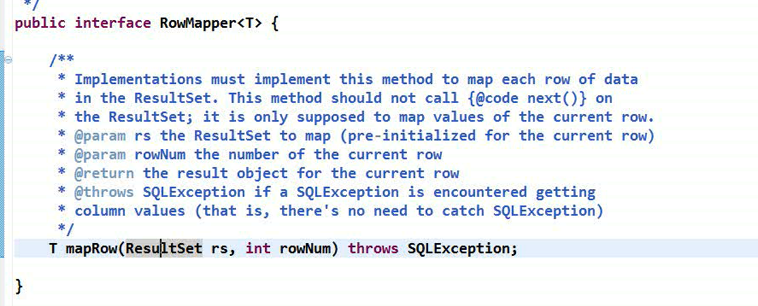 */
public interface RowMapper<T> {
/**
* Implementations must implement this method to map each row of data
* in the ResultSet. This method should not call {@code next()} on
* the ResultSet; it is only supposed to map values of the current row.
* @param rs the ResultSet to map (pre-initialized for the current row)
* @param rowNum the number of the current row
* @return the result object for the current row
* @throws SQLException if a SQLException is encountered getting
* column values (that is, there's no need to catch SQLException)
*/
T mapRow(ResultSet rs, int rowNum) throws SQLException;
}